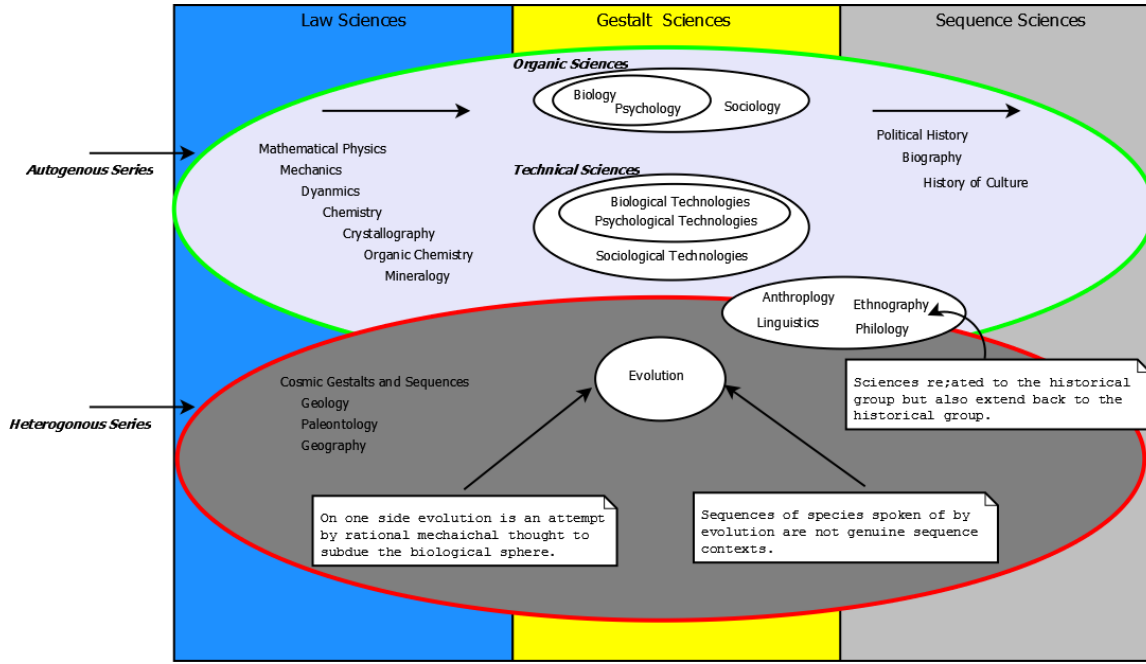 Law Sciences
Gestalt  Sciences
Sequence Sciences
Organic Sciences
Biology
Psychology
Sociology
Autogenous Series
Mathematical Physics
Mechanics
Dyanmics
Chemistry
Crystallography
Organic Chemistry
Mineralogy
Technical Sciences
Biological Technologies
Psychological Technologies
Sociological Technologies
Political History
Biography
History of Culture
Anthroplogy
Ethnography
Linguistics
Philology
Sciences re;ated to the historical
group but also extend back to the
historical group.
Heterogonous Series
Cosmic Gestalts and Sequences
Geology
Paleontology
Geography
Evolution
On one side evolution is an attempt
by rational mechaichal thought to
subdue the biological sphere.
Sequences of species spoken of by
evolution are not genuine sequence
contexts.